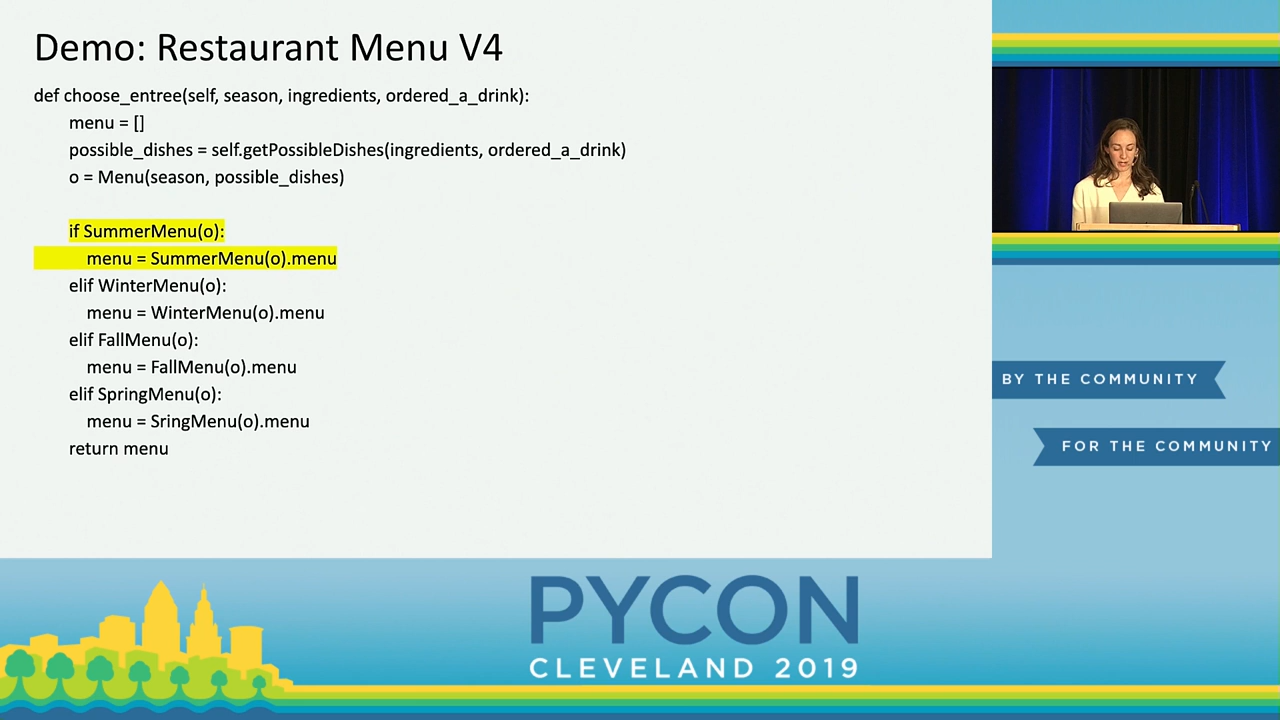 Demo: Restaurant Menu V4
def choose_entree(self, season, ingredients, ordered_a_drink):
menu = []
possible_dishes = self.getPossibleDishes(ingredients, ordered_a_drink)
o = Menu(season, possible_dishes)
if SummerMenu(o):
menu = SummerMenu(o).menu
elif WinterMenu(o):
menu = WinterMenu(o).menu
elif FallMenu(o):
menu = FallMenu(o).menu
elif SpringMenu(o):
menu = SringMenu(o).menu
return menu
BY THE COMMUNITY
FOR THE COMMUNITY
PYCON
CLEVELAND 2019